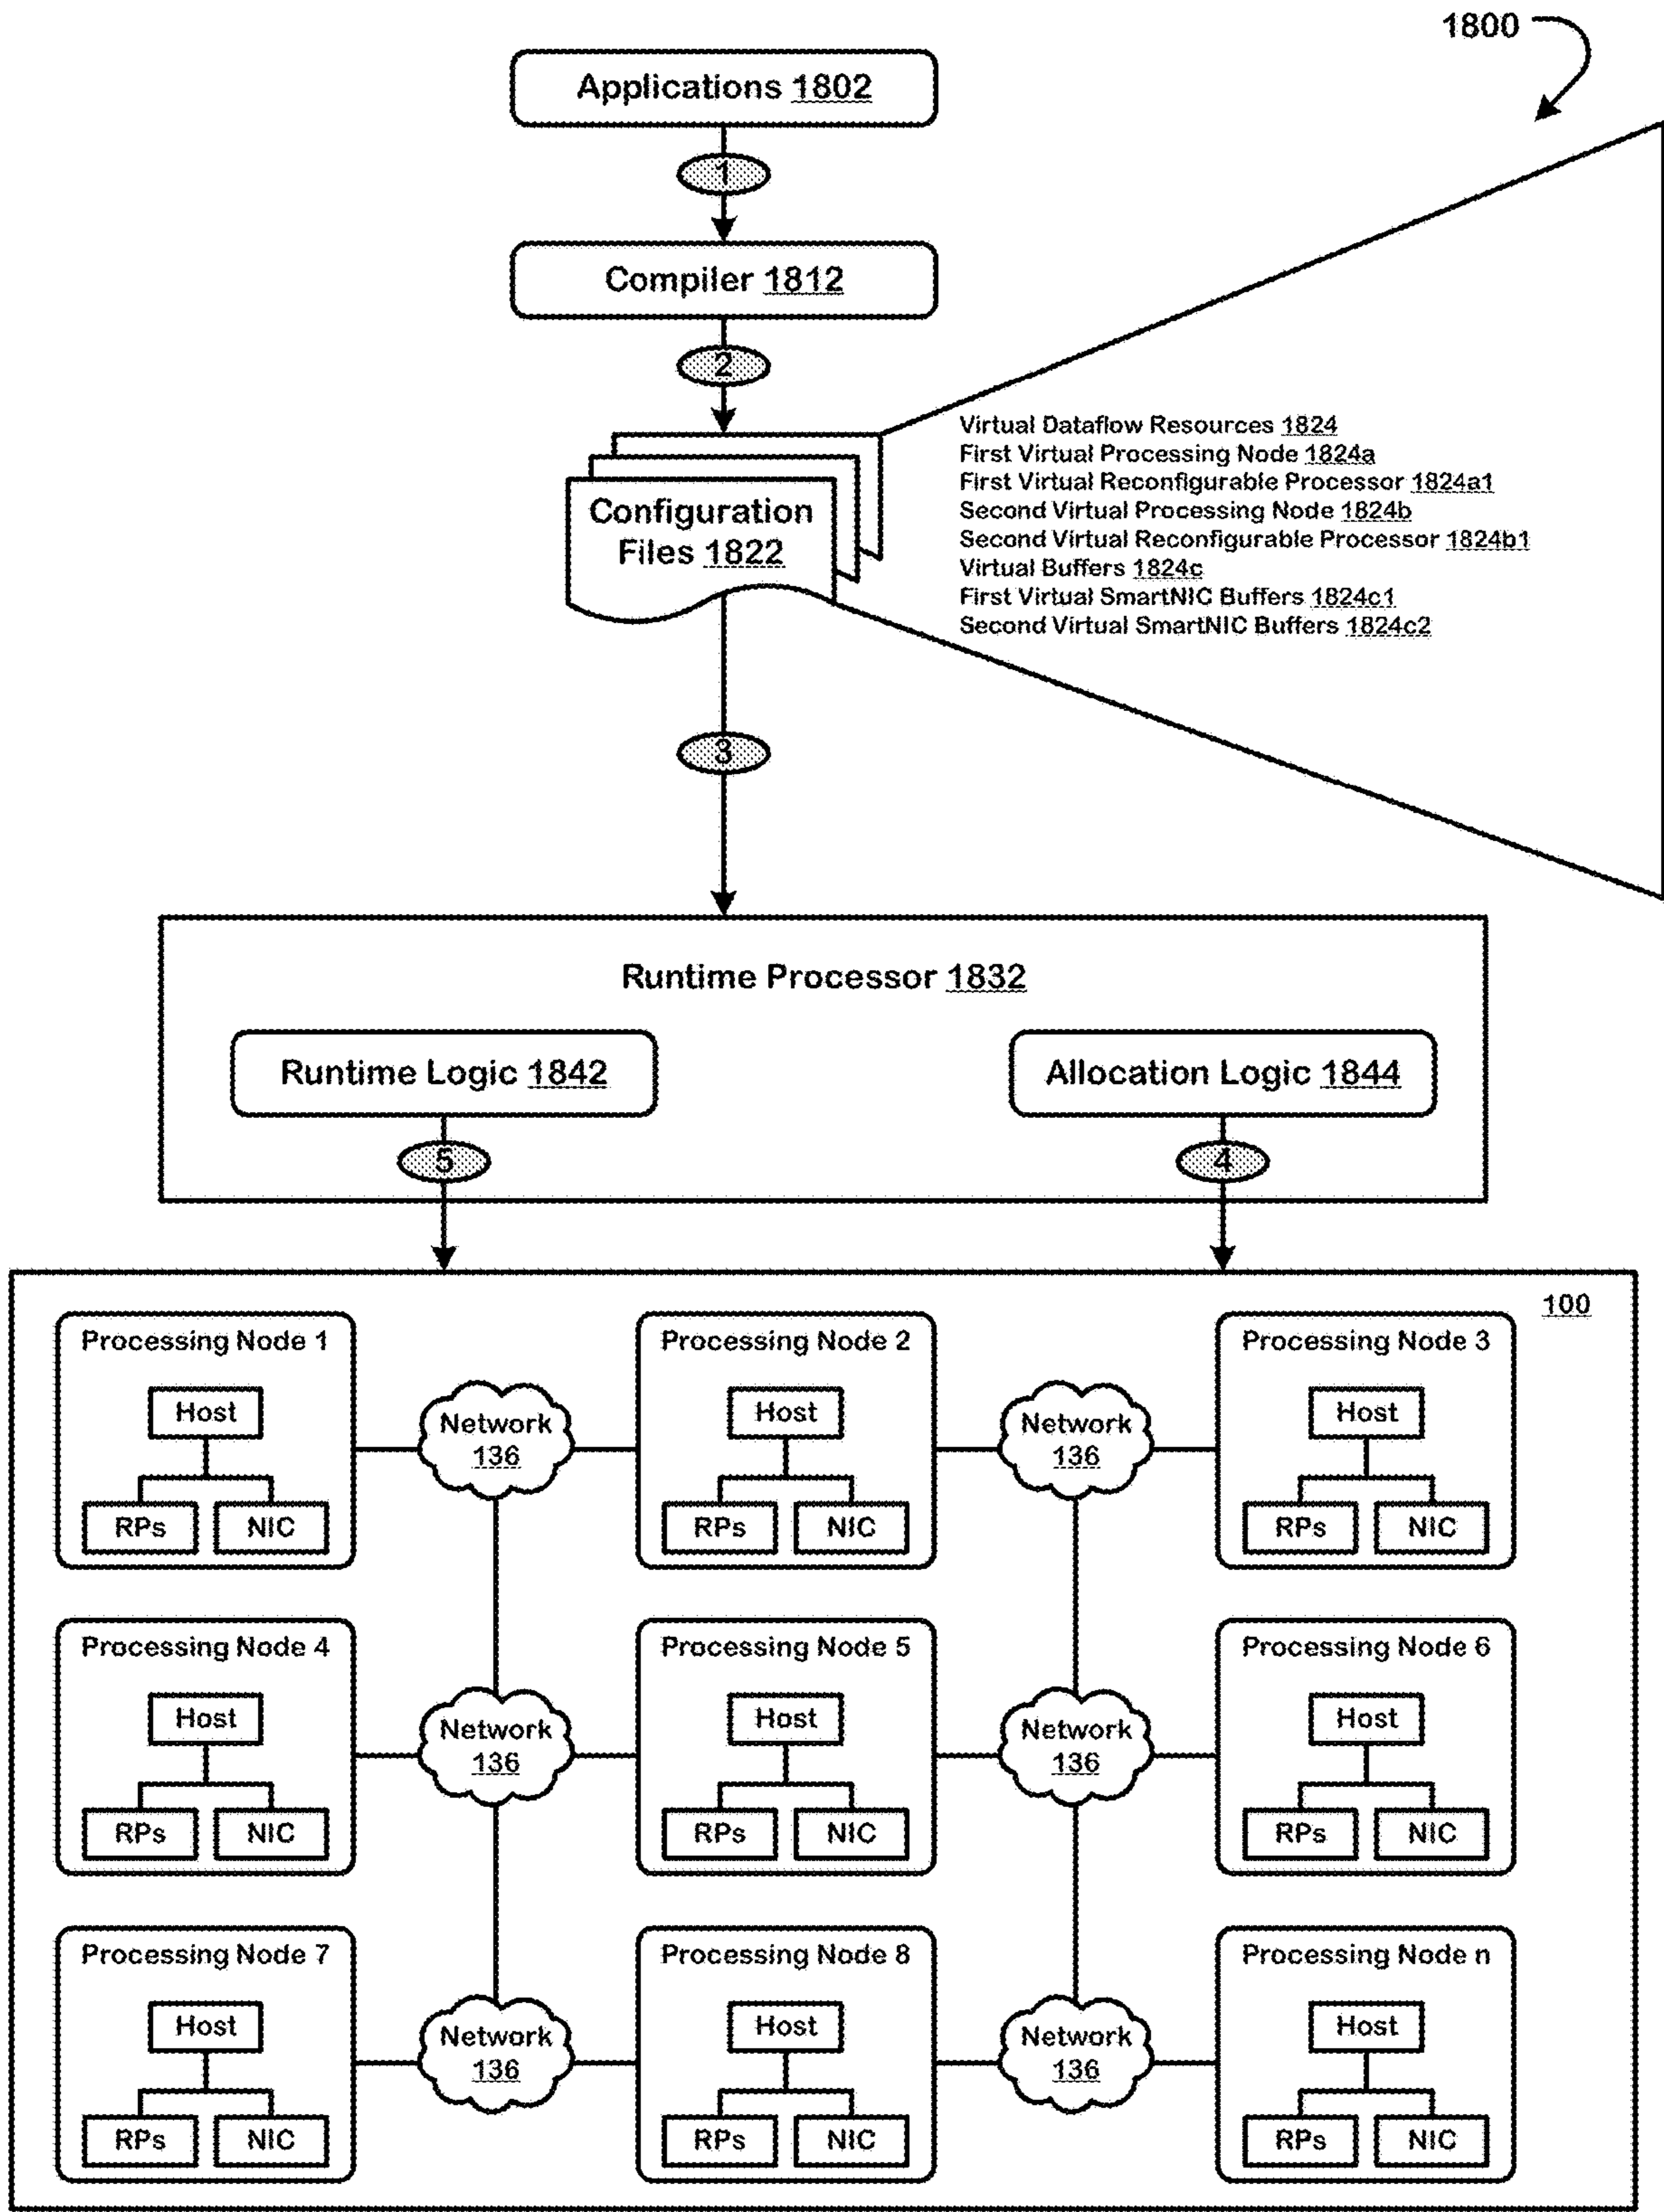 1800
Applications 1802
1
Compiler 1812
2
Configuration
Files 1822
Virtual Dataflow Resources 1824
First Virtual Processing Node 1824a
First Virtual Reconfigurable Processor 1824a1
Second Virtual Processing Node 1824b
Second Virtual Reconfigurable Processor 1824b1
Virtual Buffers 1824c
First Virtual SmartNIC Buffers 1824c1
Second Virtual SmartNIC Buffers 1824c2
3
Runtime Processor 1832
Runtime Logic 1842
Allocation Logic 1844
5
4
100
Processing Node 1
Host
RPs
NIC
Network
136
Processing Node 2
Host
RPs
NIC
Network
136
Processing Node 3
Host
RPs
NIC
Processing Node 4
Host
RPs
NIC
Network
136
Processing Node 5
Host
RPs
NIC
Network
136
Processing Node 6
Host
RPs
NIC
Processing Node 7
Host
RPs
NIC
Network
136
Processing Node 8
Host
RPs
NIC
Network
136
Processing Node n
Host
RPs
NIC